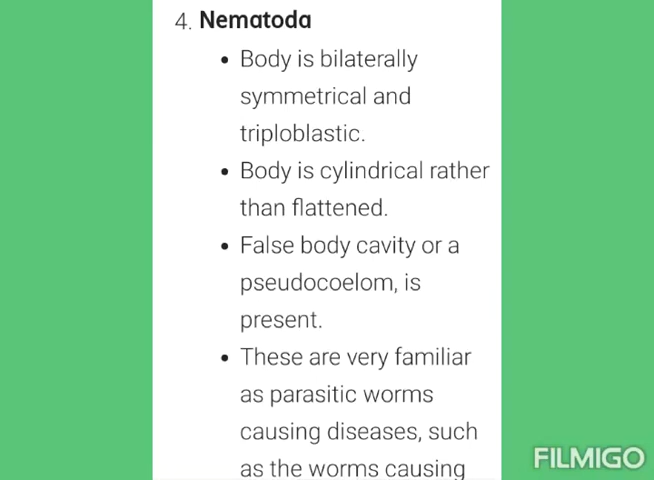 4. Nematoda
• Body is bilaterally
symmetrical and
triploblastic.
• Body is cylindrical rather
than flattened.
• False body cavity or a
pseudocoelom, is
present.
• These are very familiar
as parasitic worms
causing diseases, such
as the worms causing
FILMIGO